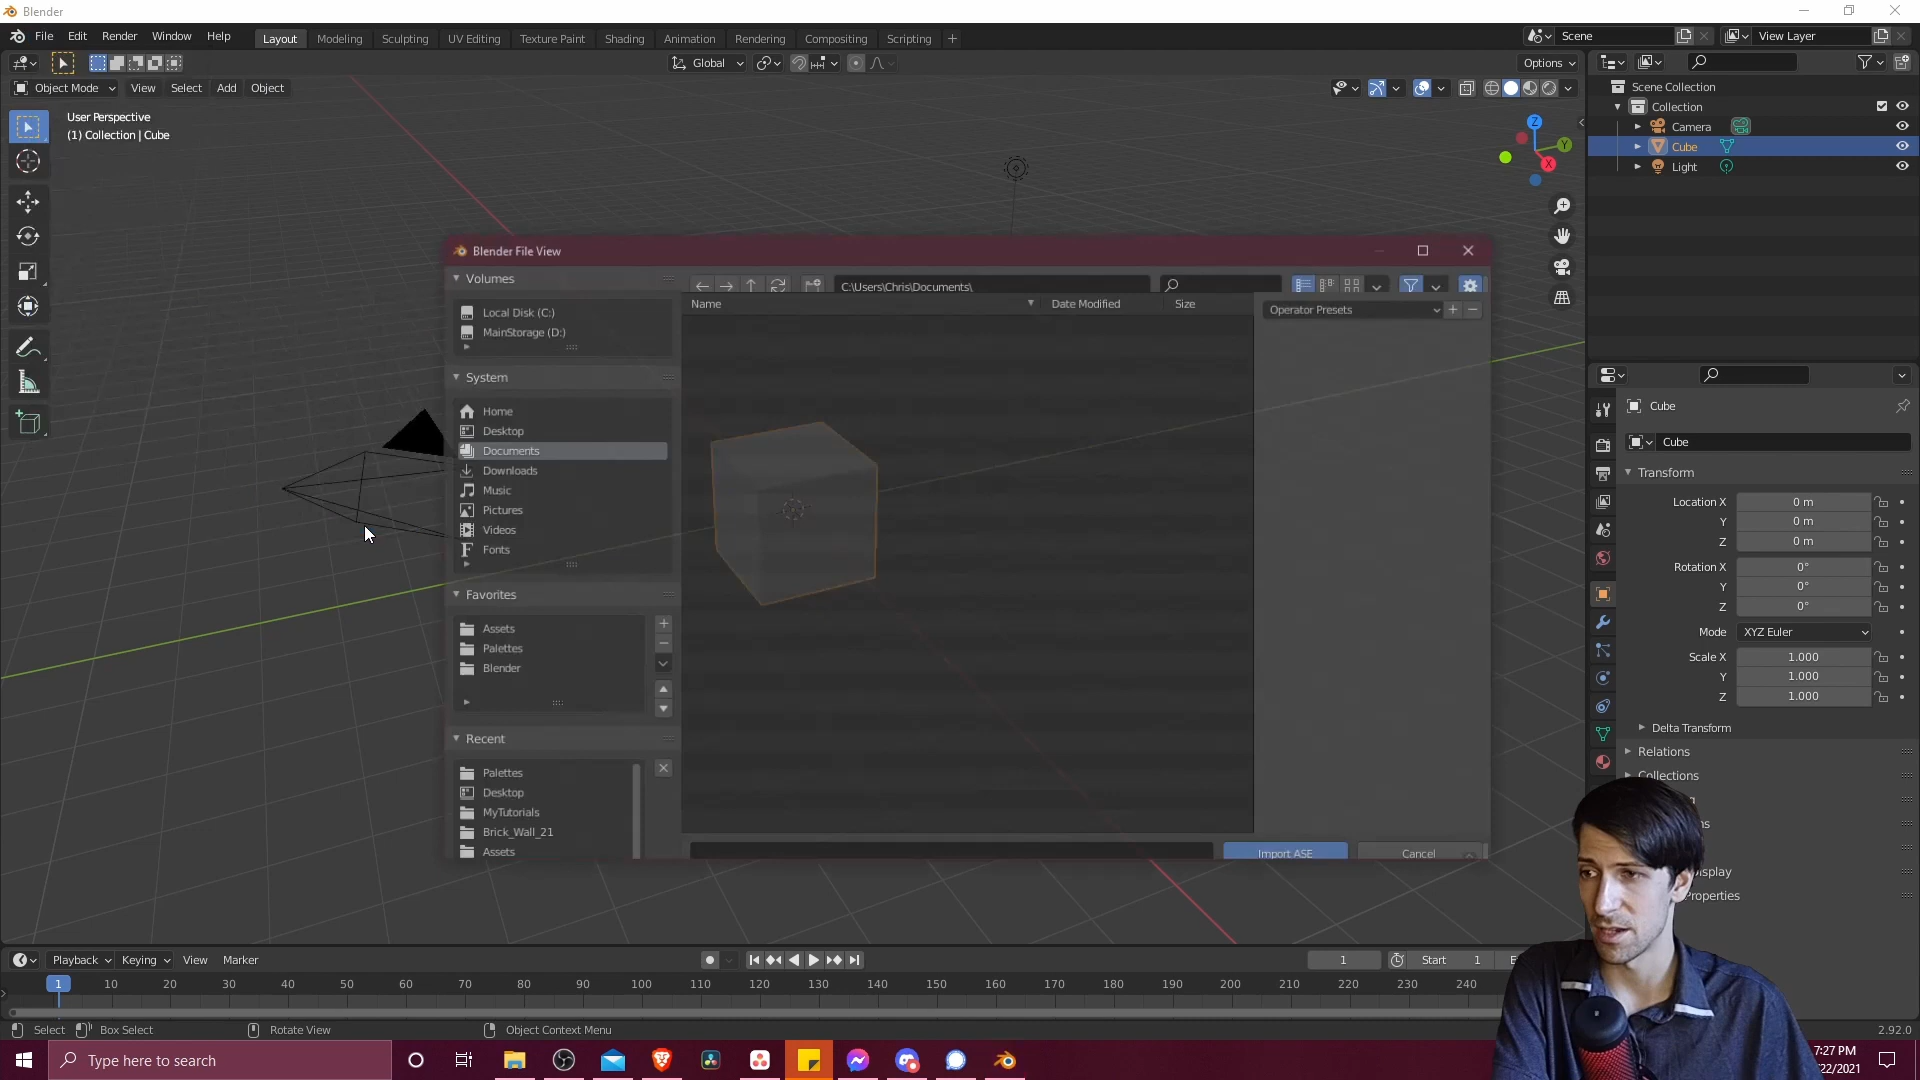 Blender
File Edit Render Window Help Layout Modeling Sculpting UV Editing Texture Paint Shading Animation Rendering Compositing Scripting + Scene View Layer
Global Options
Object Mode View Select Add Object
User Perspective
(1) Collection | Cube
Z
Y
X
Scene Collection
Collection
Camera
Cube
Light
Blender File View
Volumes
C:\Users\Chris\Documents\
Name Date Modified Size
Operator Presets
Local Disk (C:)
MainStorage (D:)
System
Home
Desktop
Documents
Downloads
Music
Pictures
Videos
Fonts
Favorites
Assets
Palettes
Blender
Recent
Palettes
Desktop
MyTutorials
Brick_Wall_21
Assets
Import ASE Cancel
Cube
Cube
Transform
Location X 0 m
Y 0 m
Z 0 m
Rotation X 0°
Y 0°
Z 0°
Mode XYZ Euler
Scale X 1.000
Y 1.000
Z 1.000
Delta Transform
Relations
Collections
Playback Keying View Marker 1 Start 1
1 10 20 30 40 50 60 70 80 90 100 110 120 130 140 150 160 170 180 190 200 210 220 230 240
Select Box Select Rotate View Object Context Menu 2.92.0
Type here to search
7:27 PM
22/2021